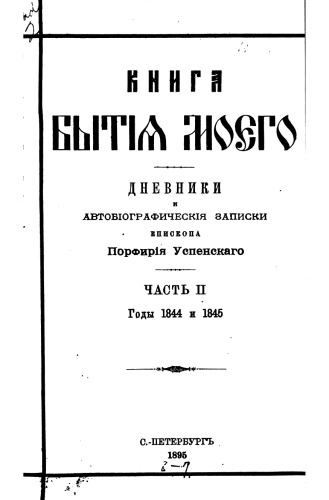 КНИГА
БЫТІЯ МОЕГО
ДНЕВНИКИ
и
АВТОБІОГРАФИЧЕСКІЯ ЗАПИСКИ
ЕПИСКОПА
Порфирія Успенскаго
ЧАСТЬ II
Годы 1844 и 1845
С.-ПЕТЕРБУРГЪ
1895